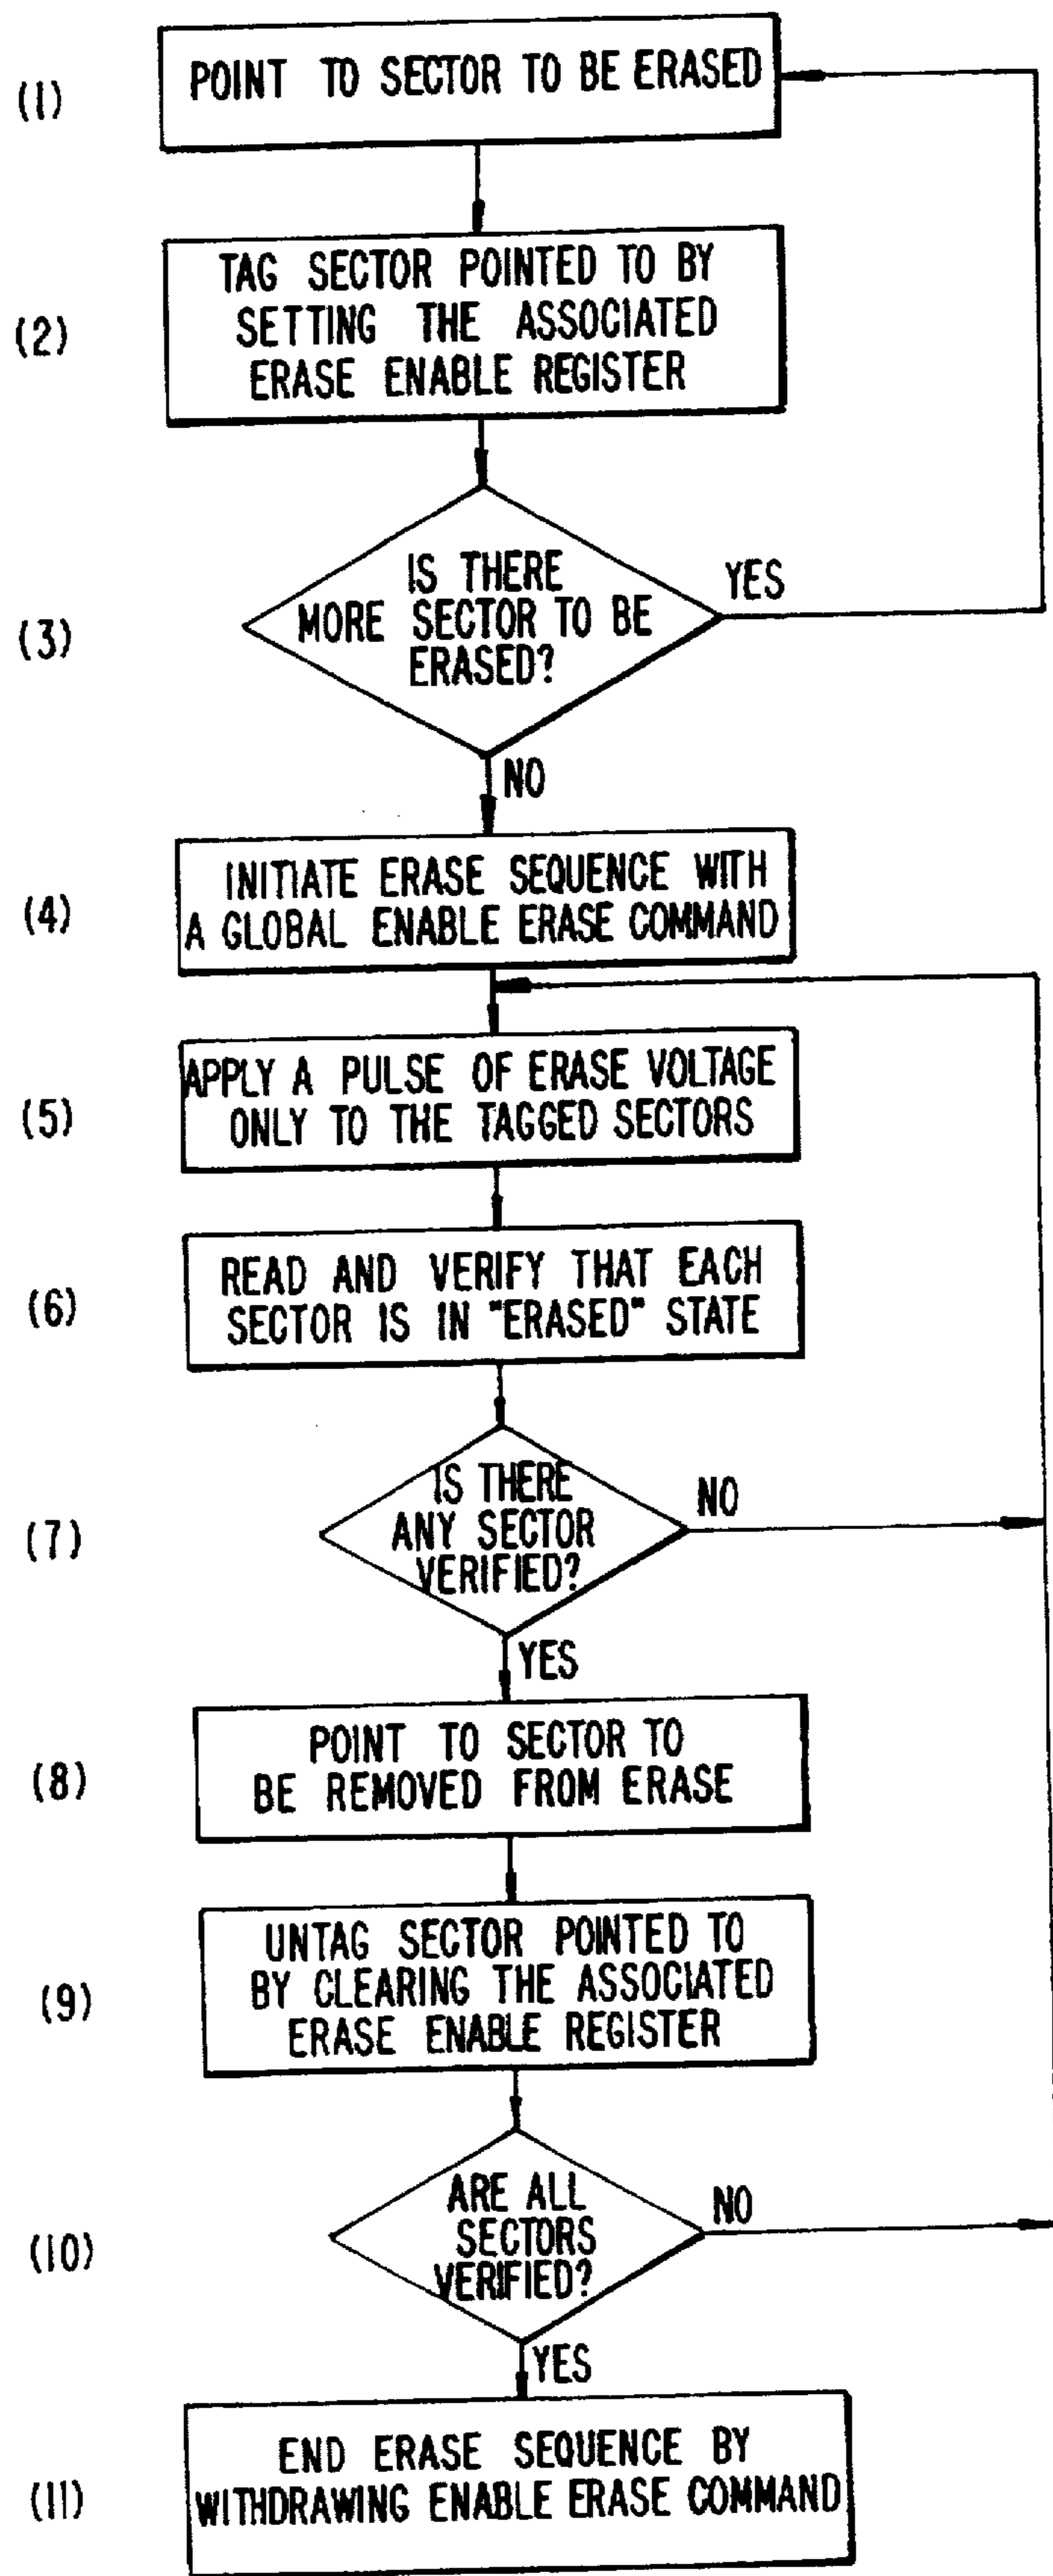 (1)
POINT TO SECTOR TO BE ERASED
(2)
TAG SECTOR POINTED TO BY
SETTING THE ASSOCIATED
ERASE ENABLE REGISTER
(3)
IS THERE
MORE SECTOR TO BE
ERASED?
YES
NO
(4)
INITIATE ERASE SEQUENCE WITH
A GLOBAL ENABLE ERASE COMMAND
(5)
APPLY A PULSE OF ERASE VOLTAGE
ONLY TO THE TAGGED SECTORS
(6)
READ AND VERIFY THAT EACH
SECTOR IS IN "ERASED" STATE
(7)
IS THERE
ANY SECTOR
VERIFIED?
NO
YES
(8)
POINT TO SECTOR TO
BE REMOVED FROM ERASE
(9)
UNTAG SECTOR POINTED TO
BY CLEARING THE ASSOCIATED
ERASE ENABLE REGISTER
(10)
ARE ALL
SECTORS
VERIFIED?
NO
YES
(11)
END ERASE SEQUENCE BY
WITHDRAWING ENABLE ERASE COMMAND